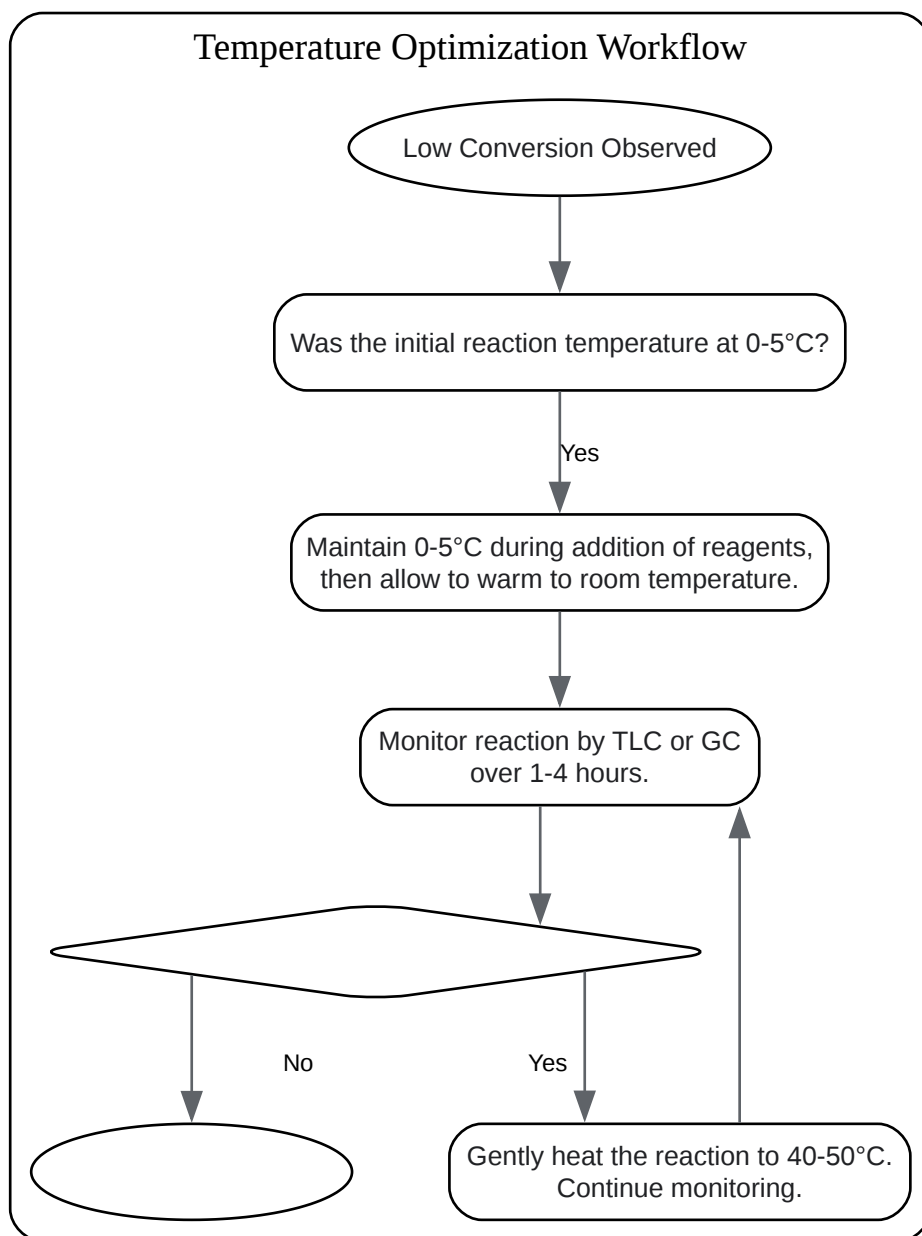 Temperature Optimization Workflow
Low Conversion Observed
Was the initial reaction temperature at 0-5°C?
Yes
Maintain 0-5°C during addition of reagents,
then allow to warm to room temperature.
Monitor reaction by TLC or GC
over 1-4 hours.
No
Yes
Gently heat the reaction to 40-50°C.
Continue monitoring.